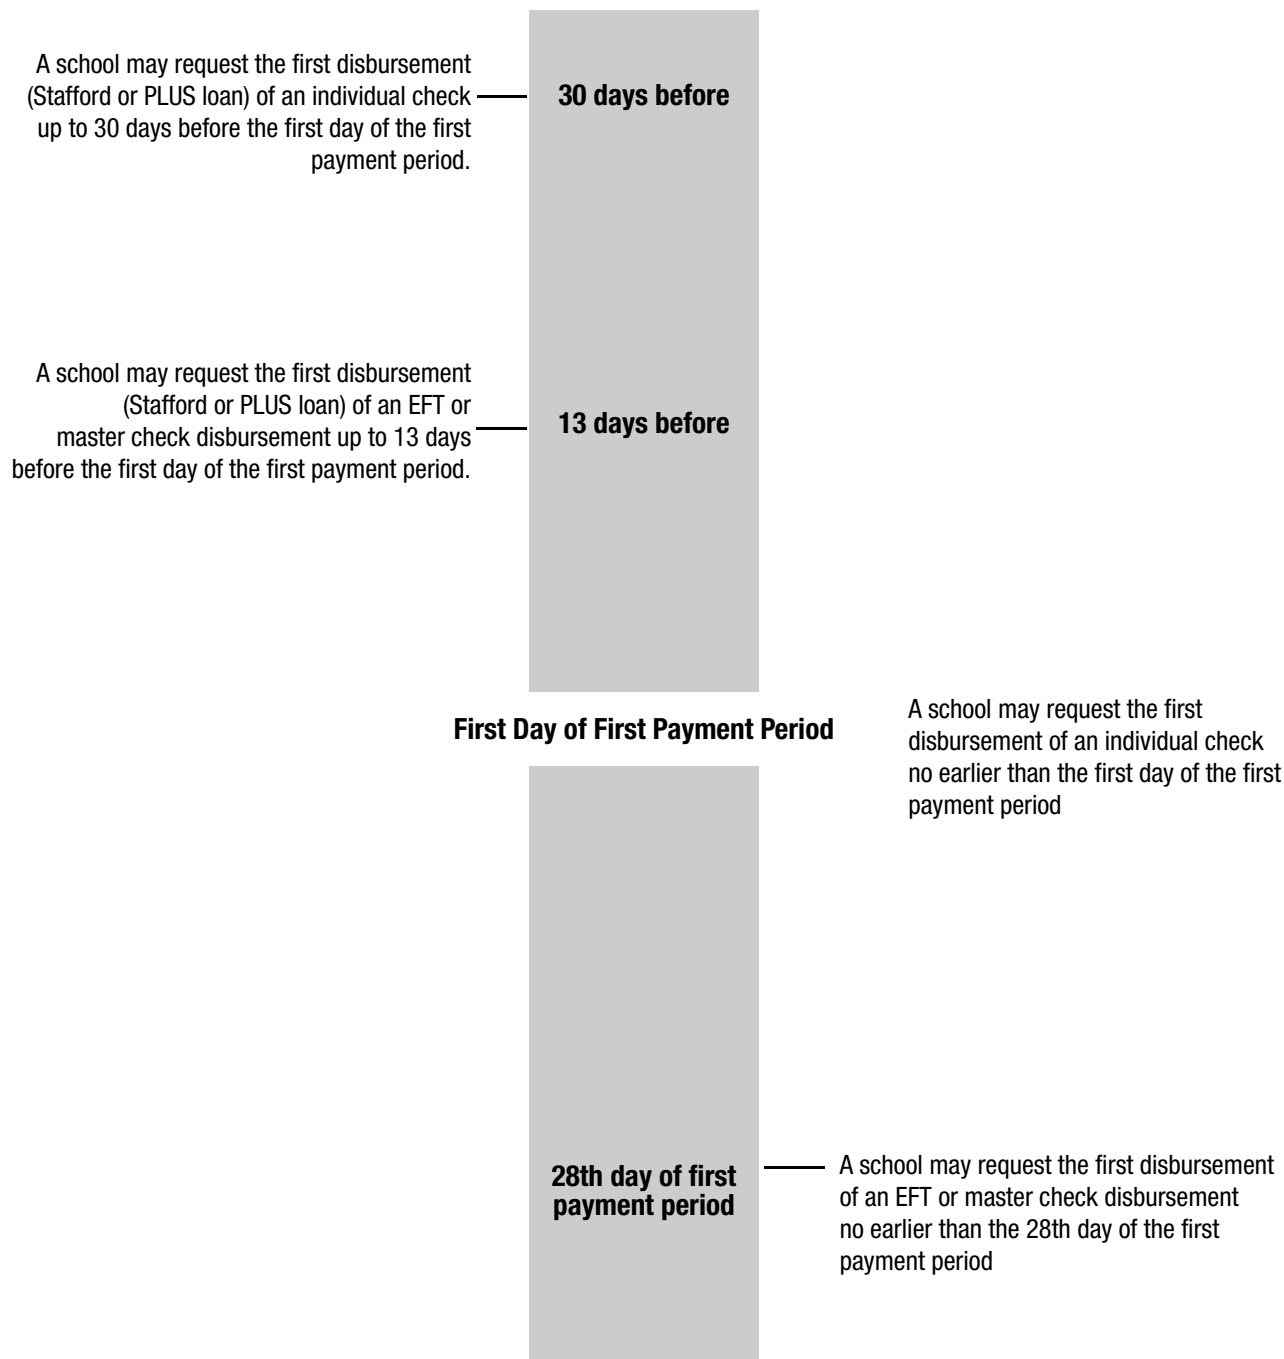 A school may request the first disbursement
(Stafford or PLUS loan) of an individual check
up to 30 days before the first day of the first
payment period.
30 days before
A school may request the first disbursement
(Stafford or PLUS loan) of an EFT or
master check disbursement up to 13 days
before the first day of the first payment period.
13 days before
First Day of First Payment Period
A school may request the first
disbursement of an individual check
no earlier than the first day of the first
payment period
28th day of first
payment period
A school may request the first disbursement
of an EFT or master check disbursement
no earlier than the 28th day of the first
payment period